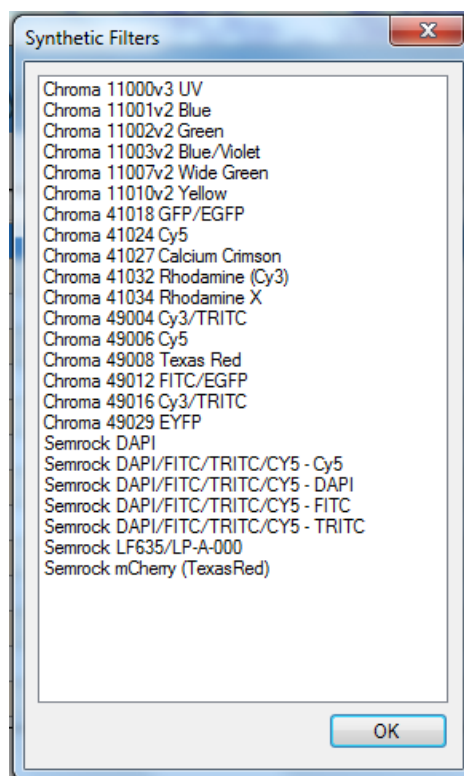 Synthetic Filters
Chroma 11000v3 UV
Chroma 11001v2 Blue
Chroma 11002v2 Green
Chroma 11003v2 Blue/Violet
Chroma 11007v2 Wide Green
Chroma 11010v2 Yellow
Chroma 41018 GFP/EGFP
Chroma 41024 Cy5
Chroma 41027 Calcium Crimson
Chroma 41032 Rhodamine (Cy3)
Chroma 41034 Rhodamine X
Chroma 49004 Cy3/TRITC
Chroma 49006 Cy5
Chroma 49008 Texas Red
Chroma 49012 FITC/EGFP
Chroma 49016 Cy3/TRITC
Chroma 49029 EYFP
Semrock DAPI
Semrock DAPI/FITC/TRITC/CY5 - Cy5
Semrock DAPI/FITC/TRITC/CY5 - DAPI
Semrock DAPI/FITC/TRITC/CY5 - FITC
Semrock DAPI/FITC/TRITC/CY5 - TRITC
Semrock LF635/LP-A-000
Semrock mCherry (TexasRed)
OK